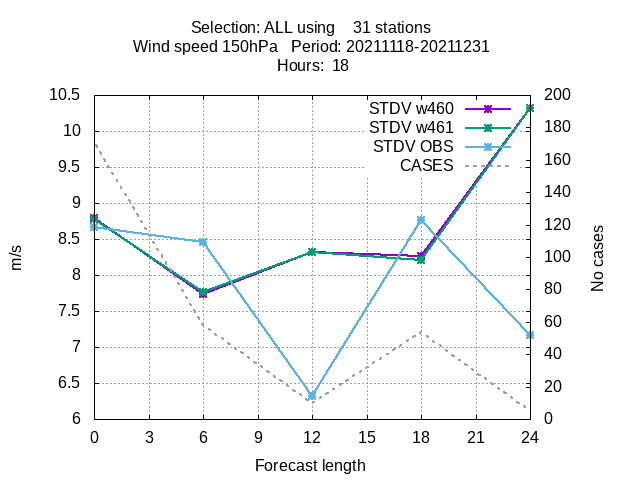 Selection: ALL using    31 stations
Wind speed 150hPa   Period: 20211118-20211231
Hours:  18
STDV w460
STDV w461
STDV OBS
CASES
m/s
10.5
10
9.5
9
8.5
8
7.5
7
6.5
6
200
180
160
140
120
100
80
60
40
20
0
No cases
0 3 6 9 12 15 18 21 24
Forecast length